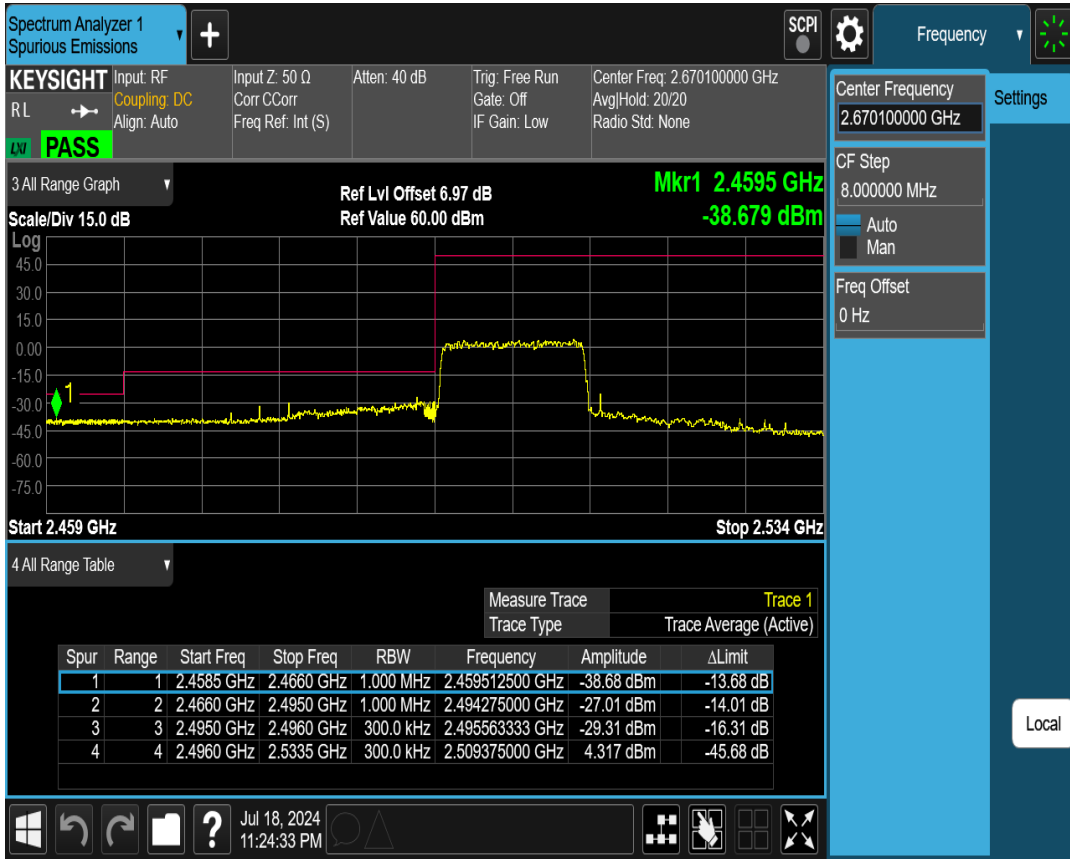 Spectrum Analyzer 1
Spurious Emissions
+
SCPI
Frequency
KEYSIGHT
RL
LXI
PASS
Input: RF
Coupling: DC
Align: Auto
Input Z: 50 Ω
Corr CCorr
Freq Ref: Int (S)
Atten: 40 dB
Trig: Free Run
Gate: Off
IF Gain: Low
Center Freq: 2.670100000 GHz
Avg|Hold: 20/20
Radio Std: None
Center Frequency
2.670100000 GHz
Settings
CF Step
8.000000 MHz
Auto
Man
Freq Offset
0 Hz
3 All Range Graph
Scale/Div 15.0 dB
Ref Lvl Offset 6.97 dB
Ref Value 60.00 dBm
Mkr1 2.4595 GHz
-38.679 dBm
Log
45.0
30.0
15.0
0.00
-15.0
-30.0
-45.0
-60.0
-75.0
1
Start 2.459 GHz
Stop 2.534 GHz
4 All Range Table
Measure Trace Trace 1
Trace Type Trace Average (Active)
Spur Range Start Freq Stop Freq RBW Frequency Amplitude ΔLimit
1 1 2.4585 GHz 2.4660 GHz 1.000 MHz 2.459512500 GHz -38.68 dBm -13.68 dB
2 2 2.4660 GHz 2.4950 GHz 1.000 MHz 2.494275000 GHz -27.01 dBm -14.01 dB
3 3 2.4950 GHz 2.4960 GHz 300.0 kHz 2.495563333 GHz -29.31 dBm -16.31 dB
4 4 2.4960 GHz 2.5335 GHz 300.0 kHz 2.509375000 GHz 4.317 dBm -45.68 dB
Local
?
Jul 18, 2024
11:24:33 PM